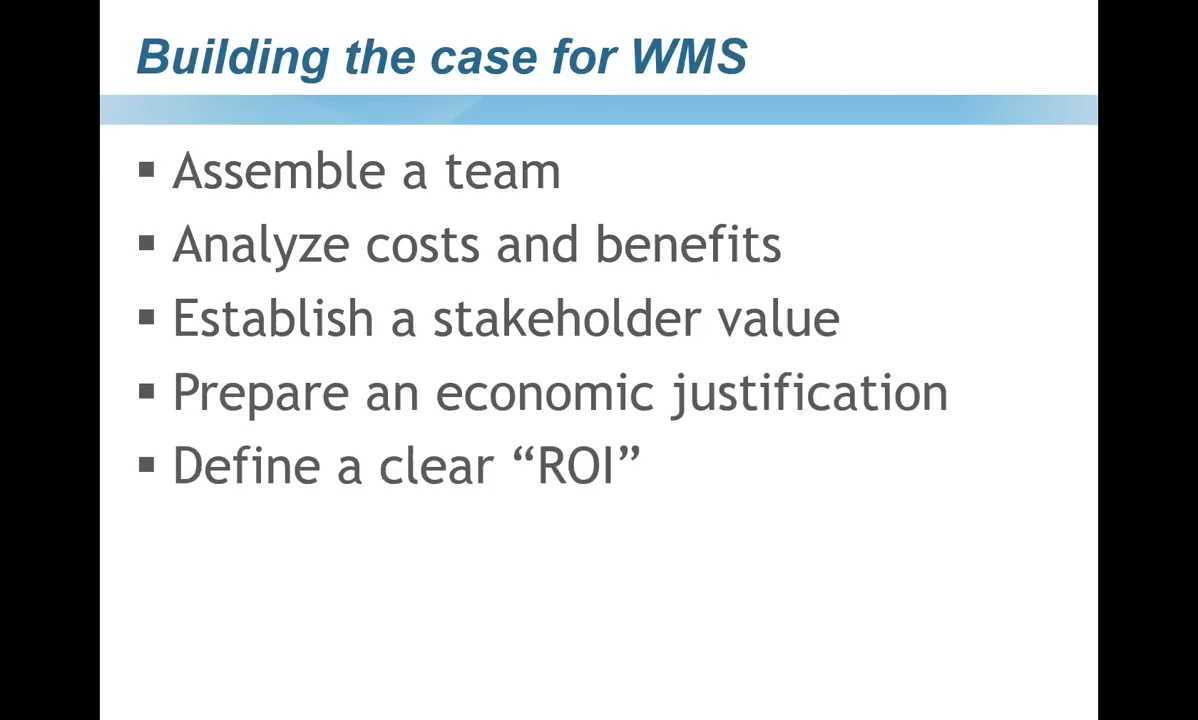 Building the case for WMS
▪ Assemble a team
▪ Analyze costs and benefits
▪ Establish a stakeholder value
▪ Prepare an economic justification
▪ Define a clear “ROI”